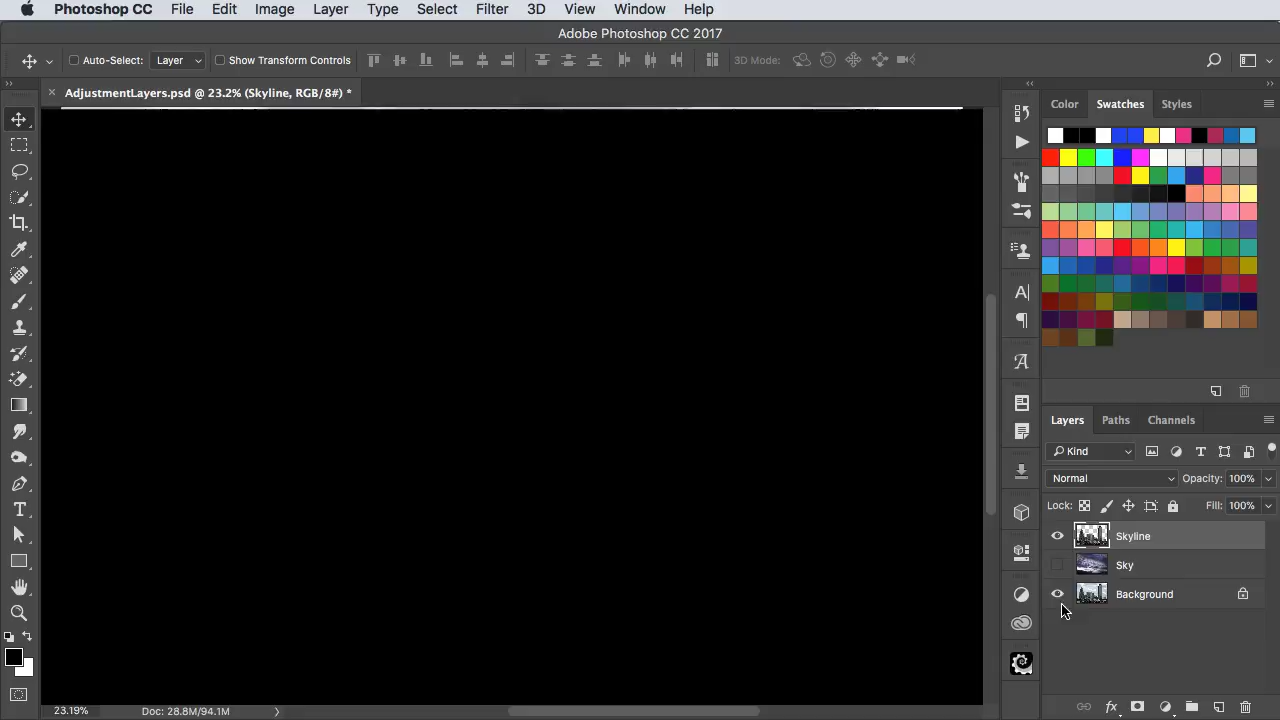 Photoshop CC File Edit Image Layer Type Select Filter 3D View Window Help
Adobe Photoshop CC 2017
Auto-Select: Layer Show Transform Controls 3D Mode:
× AdjustmentLayers.psd @ 23.2% (Skyline, RGB/8#) *
Color Swatches Styles
Layers Paths Channels
Kind
Normal Opacity: 100%
Lock: Fill: 100%
Skyline
Sky
Background
23.19% Doc: 28.8M/94.1M